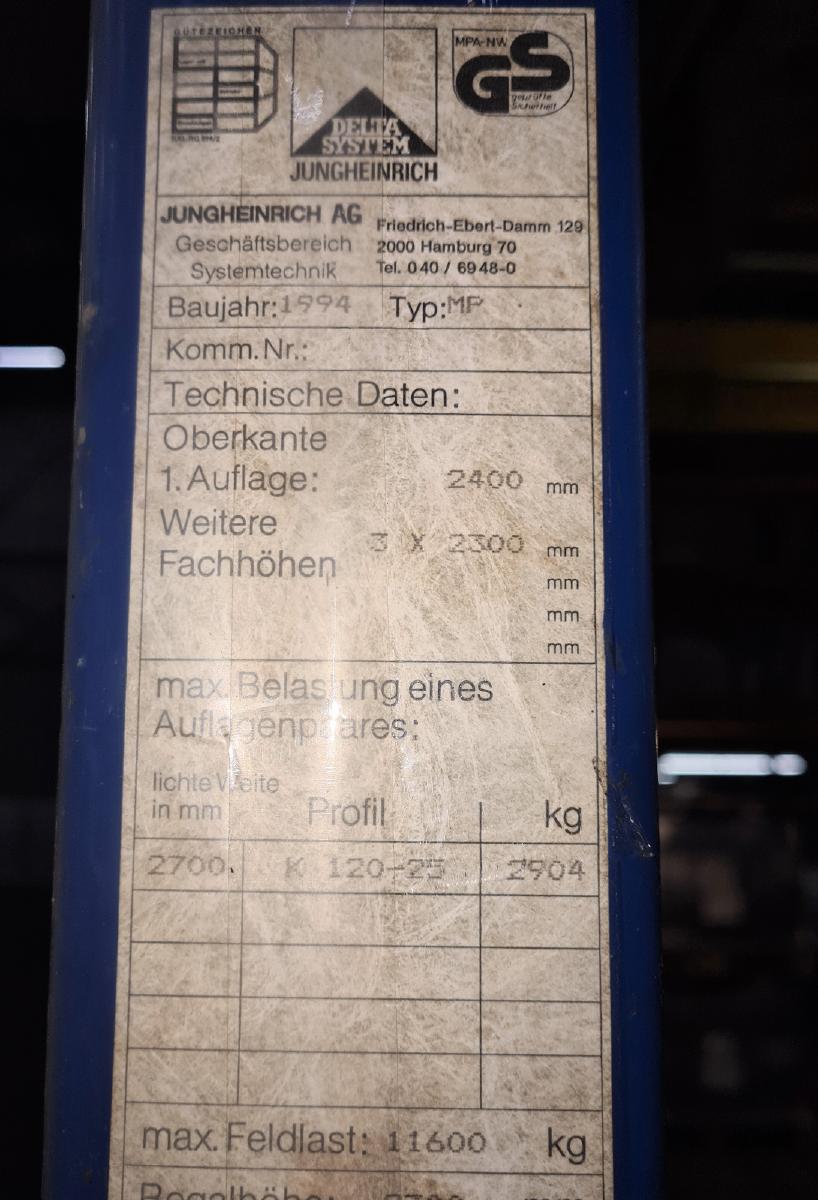 GÜTEZEICHEN
MPA-NW
GS
geprüfte
Sicherheit
DELTA
SYSTEM
JUNGHEINRICH
JUNGHEINRICH AG
Geschäftsbereich
Systemtechnik
Friedrich-Ebert-Damm 129
2000 Hamburg 70
Tel. 040 / 6948-0
Baujahr: 1994 Typ: MP
Komm. Nr.:
Technische Daten:
Oberkante
1. Auflage: 2400 mm
Weitere
3 X 2300 mm
Fachhöhen
mm
mm
mm
max. Belastung eines
Auflagenpaares:
lichte Weite
in mm Profil kg
2700 K 120-25 2904
max. Feldlast: 11600 kg
Regalhöhe: